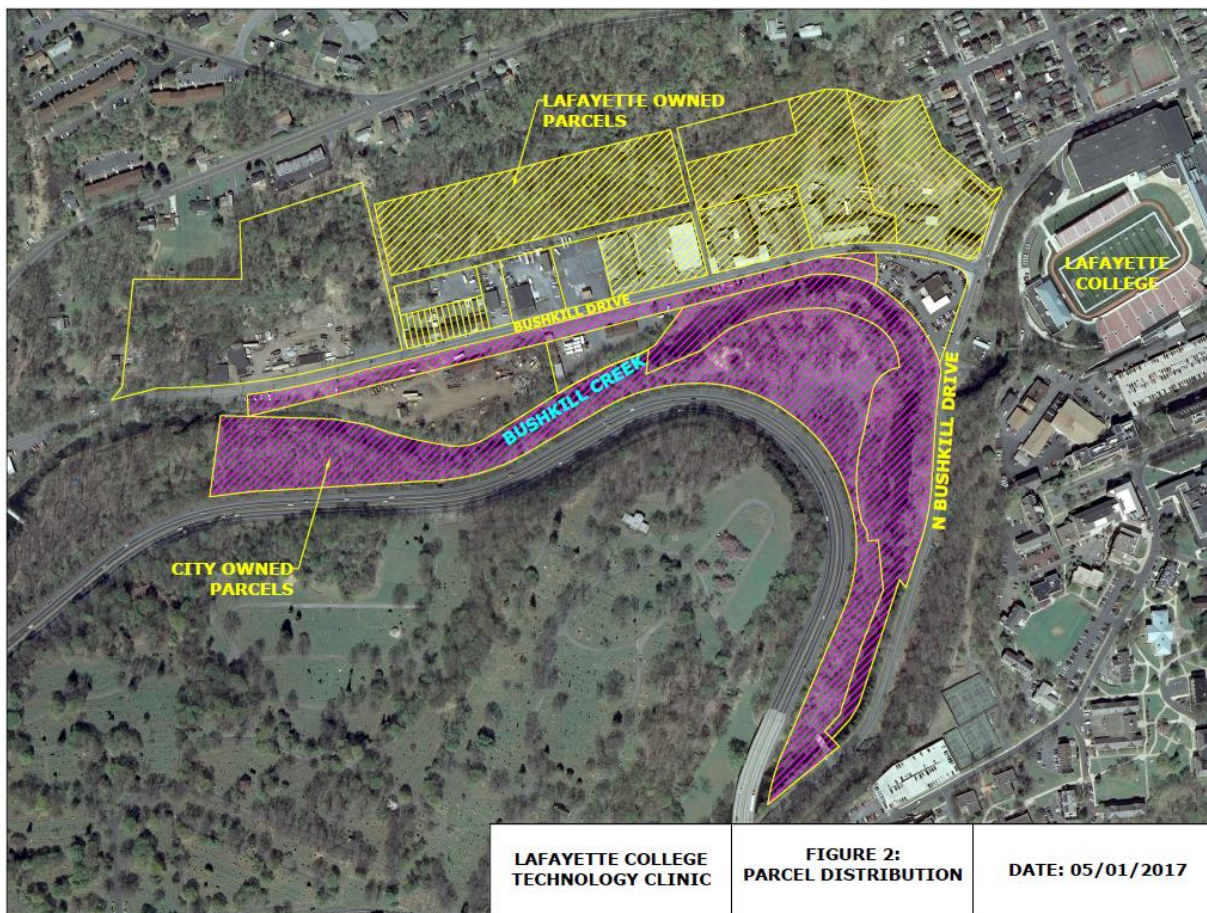 LAFAYETTE OWNED
PARCELS
LAFAYETTE
COLLEGE
BUSHKILL DRIVE
BUSHKILL CREEK
N BUSHKILL DRIVE
CITY OWNED
PARCELS
LAFAYETTE COLLEGE
TECHNOLOGY CLINIC
FIGURE 2:
PARCEL DISTRIBUTION
DATE: 05/01/2017